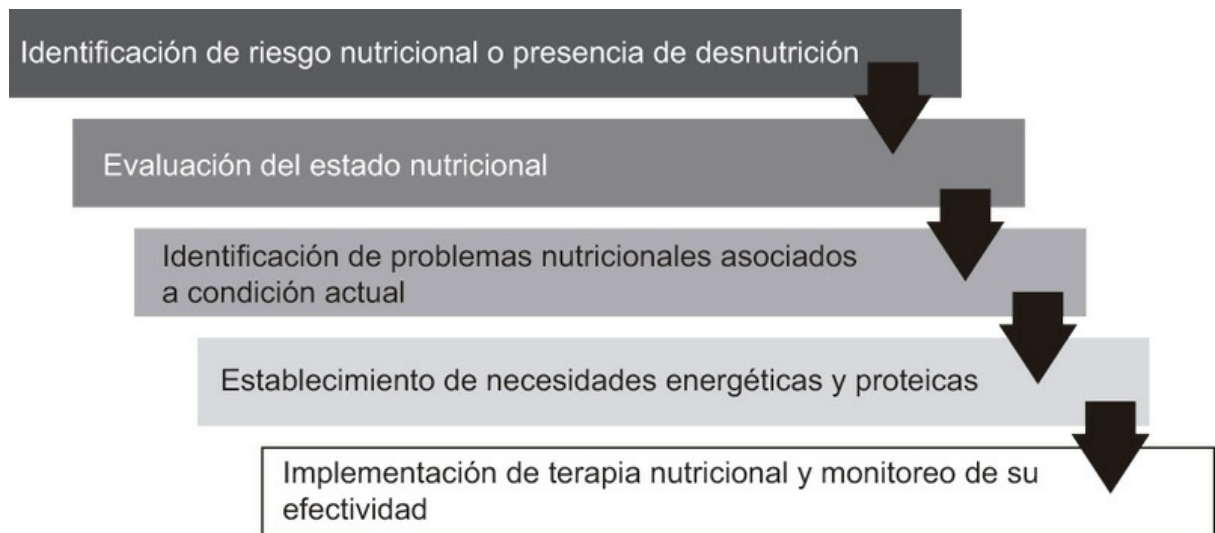 Identificación de riesgo nutricional o presencia de desnutrición
Evaluación del estado nutricional
Identificación de problemas nutricionales asociados
a condición actual
Establecimiento de necesidades energéticas y proteicas
Implementación de terapia nutricional y monitoreo de su
efectividad